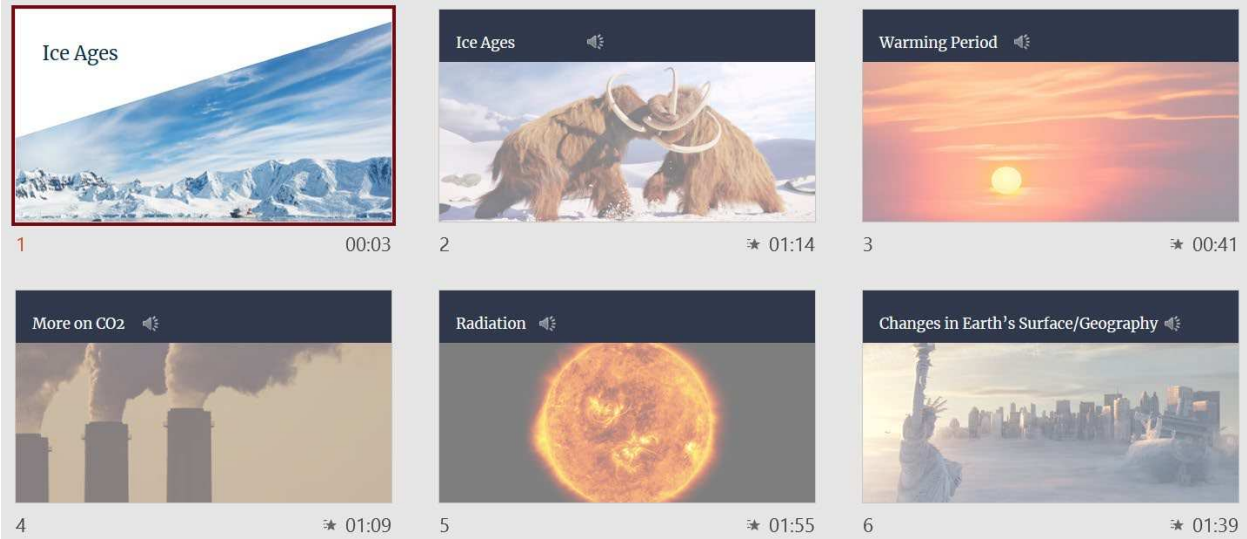 Ice Ages
1 00:03
Ice Ages
2 01:14
Warming Period
3 00:41
More on CO2
4 01:09
Radiation
5 01:55
Changes in Earth's Surface/Geography
6 01:39